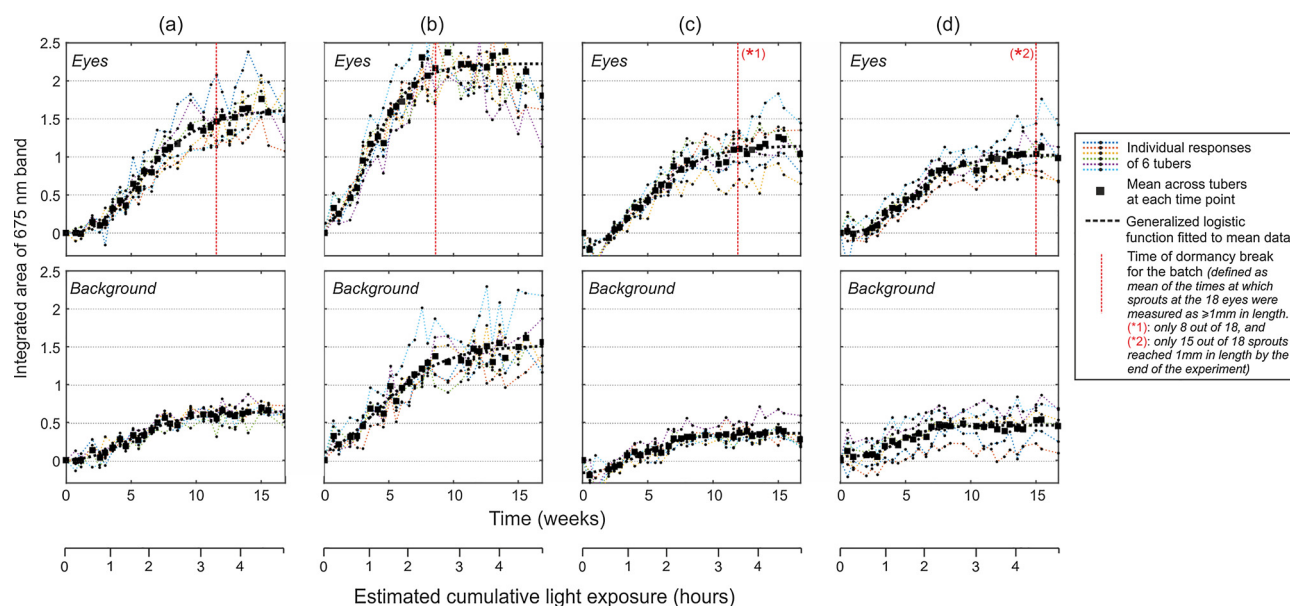 (a)
(b)
(c)
(d)
Integrated area of 675 nm band
2.5
2
1.5
1
0.5
0
Eyes
Eyes
Eyes
(*1)
Eyes
(*2)
2.5
2
1.5
1
0.5
0
Background
Background
Background
Background
0 5 10 15
0 5 10 15
0 5 10 15
0 5 10 15
Time (weeks)
0 1 2 3 4
0 1 2 3 4
0 1 2 3 4
0 1 2 3 4
Estimated cumulative light exposure (hours)
Individual responses
of 6 tubers
Mean across tubers
at each time point
Generalized logistic
function fitted to mean data
Time of dormancy break
for the batch (defined as
mean of the times at which
sprouts at the 18 eyes were
measured as ⩾1mm in length.
(*1): only 8 out of 18, and
(*2): only 15 out of 18 sprouts
reached 1mm in length by the
end of the experiment)